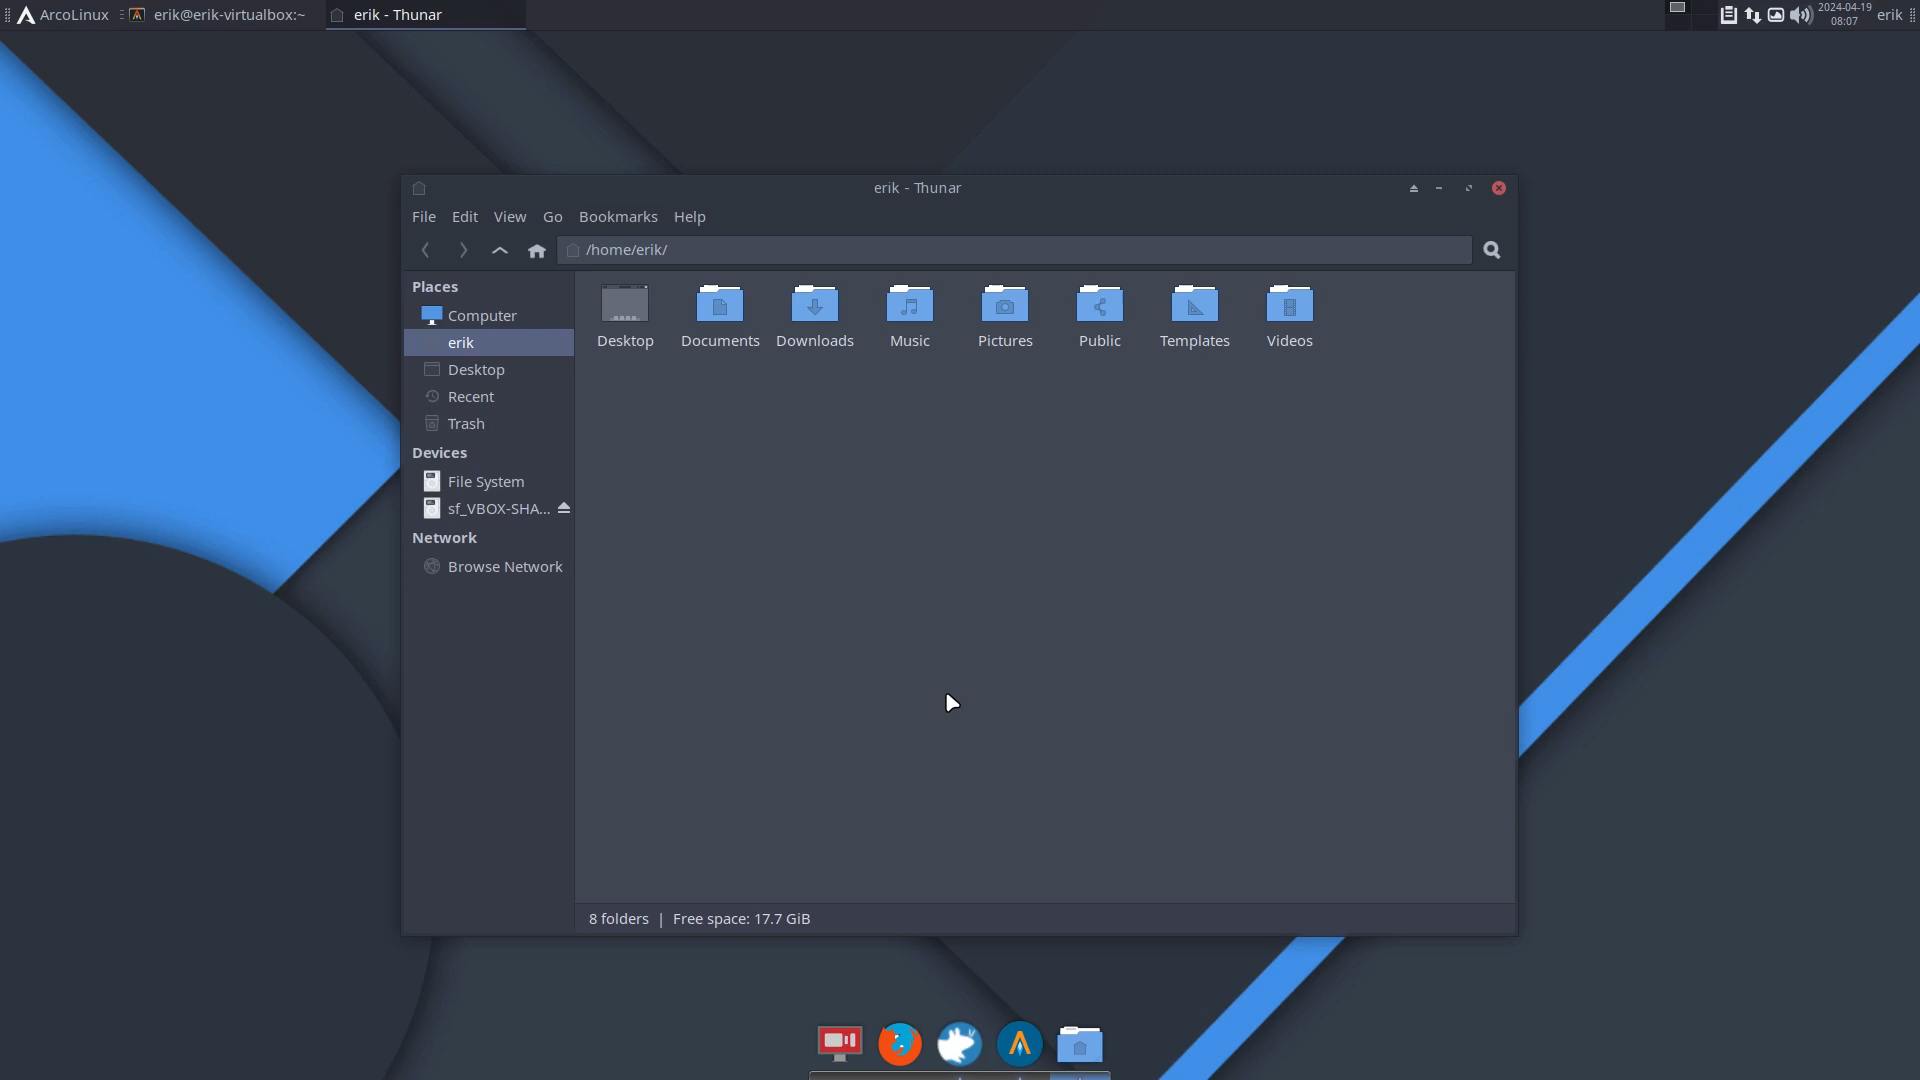 ArcoLinux erik@erik-virtualbox:~ erik - Thunar 2024-04-19 08:07 erik
erik - Thunar
File Edit View Go Bookmarks Help
/home/erik/
Places
Computer
erik
Desktop
Recent
Trash
Devices
File System
sf_VBOX-SHA...
Network
Browse Network
Desktop Documents Downloads Music Pictures Public Templates Videos
8 folders | Free space: 17.7 GiB